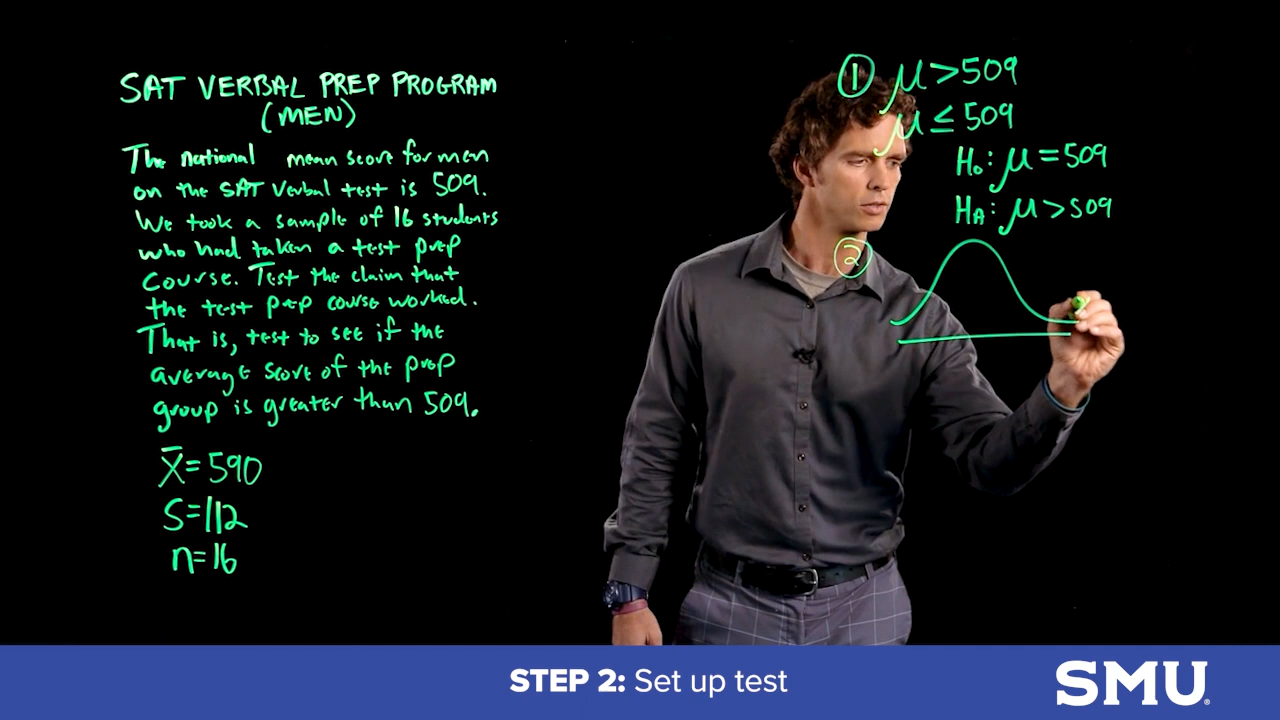 SAT VERBAL PREP PROGRAM
(MEN)
The national mean score for men
on the SAT Verbal test is 509.
We took a sample of 16 students
who had taken a test prep
course. Test the claim that
the test prep course worked.
That is, test to see if the
average score of the prep
group is greater than 509.
x̄=590
S=112
n=16
① μ>509
μ≤509
H₀: μ=509
Hₐ: μ>509
②
STEP 2: Set up test
SMU